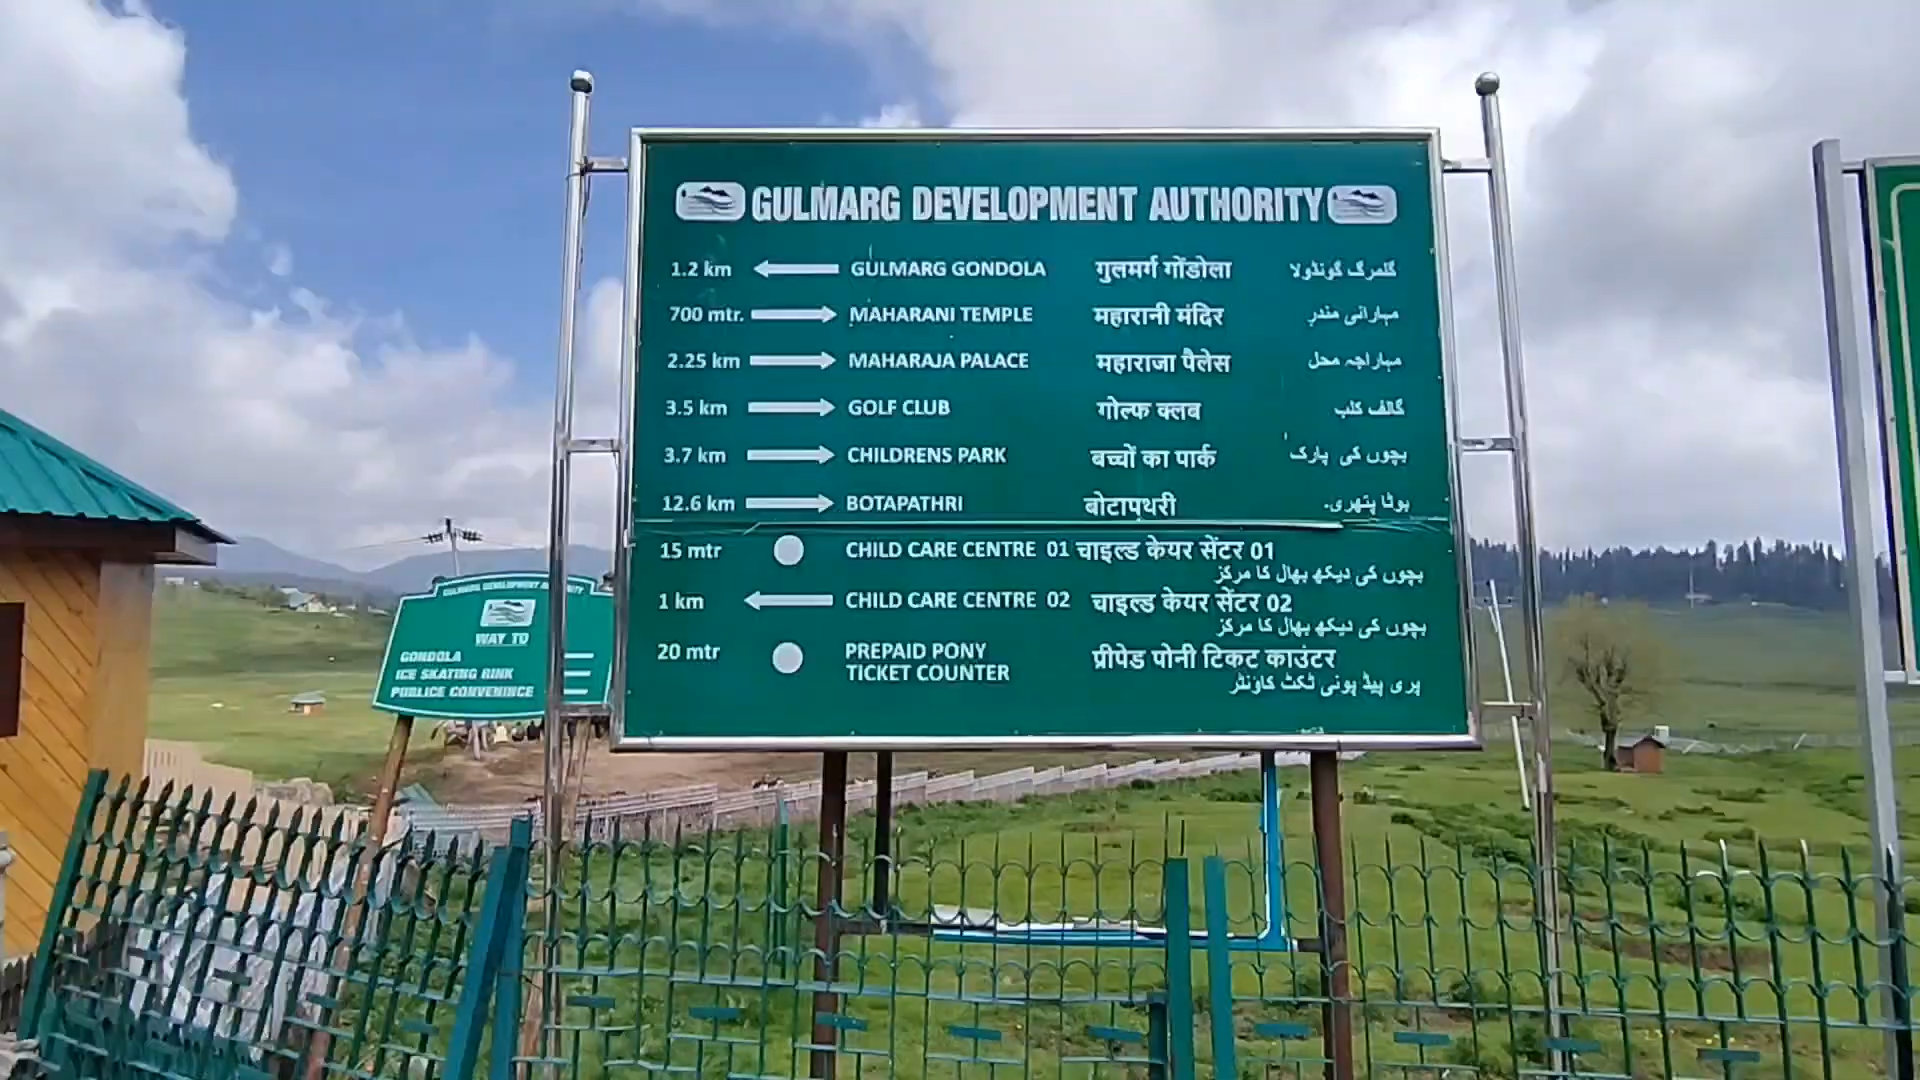 GULMARG DEVELOPMENT AUTHORITY
1.2 km GULMARG GONDOLA गुलमर्ग गोंडोला گلمرگ گونڈولا
700 mtr. MAHARANI TEMPLE महारानी मंदिर مہارانی مندر
2.25 km MAHARAJA PALACE महाराजा पैलेस مہاراجہ محل
3.5 km GOLF CLUB गोल्फ क्लब گالف کلب
3.7 km CHILDRENS PARK बच्चों का पार्क بچوں کی پارک
12.6 km BOTAPATHRI बोटापथरी بوٹا پتھری۔
15 mtr CHILD CARE CENTRE 01 चाइल्ड केयर सेंटर 01
بچوں کی دیکھ بھال کا مرکز
1 km CHILD CARE CENTRE 02 चाइल्ड केयर सेंटर 02
بچوں کی دیکھ بھال کا مرکز
20 mtr PREPAID PONY प्रीपेड पोनी टिकट काउंटर
TICKET COUNTER پری پیڈ پونی ٹکٹ کاؤنٹر
GULMARG DEVELOPMENT AUTHORITY
WAY TO
GONDOLA
ICE SKATING RINK
PUBLICE CONVENINCE